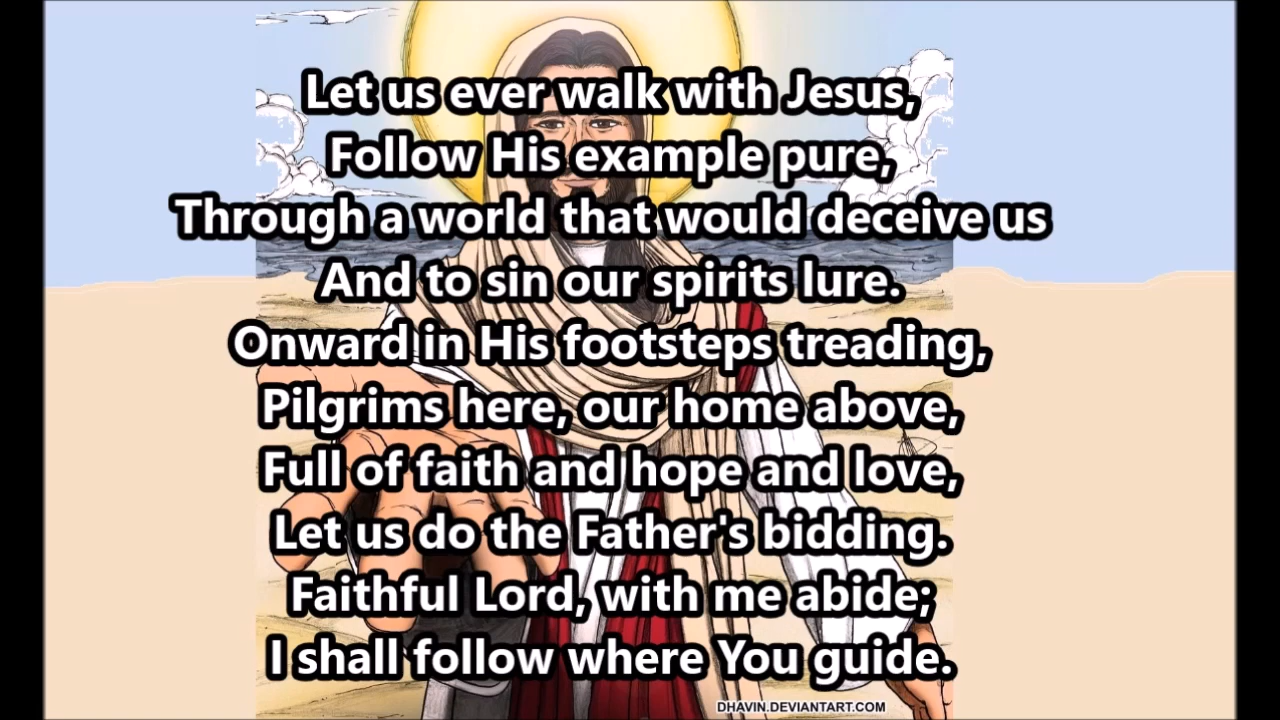 Let us ever walk with Jesus,
Follow His example pure,
Through a world that would deceive us
And to sin our spirits lure.
Onward in His footsteps treading,
Pilgrims here, our home above,
Full of faith and hope and love,
Let us do the Father's bidding.
Faithful Lord, with me abide;
I shall follow where You guide.
DHAVIN.DEVIANTART.COM